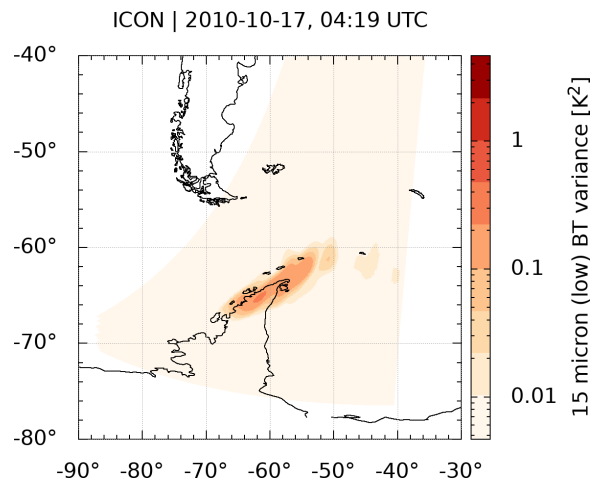 ICON | 2010-10-17, 04:19 UTC
-40°
-50°
-60°
-70°
-80°
-90° -80° -70° -60° -50° -40° -30°
1
0.1
0.01
15 micron (low) BT variance [K²]